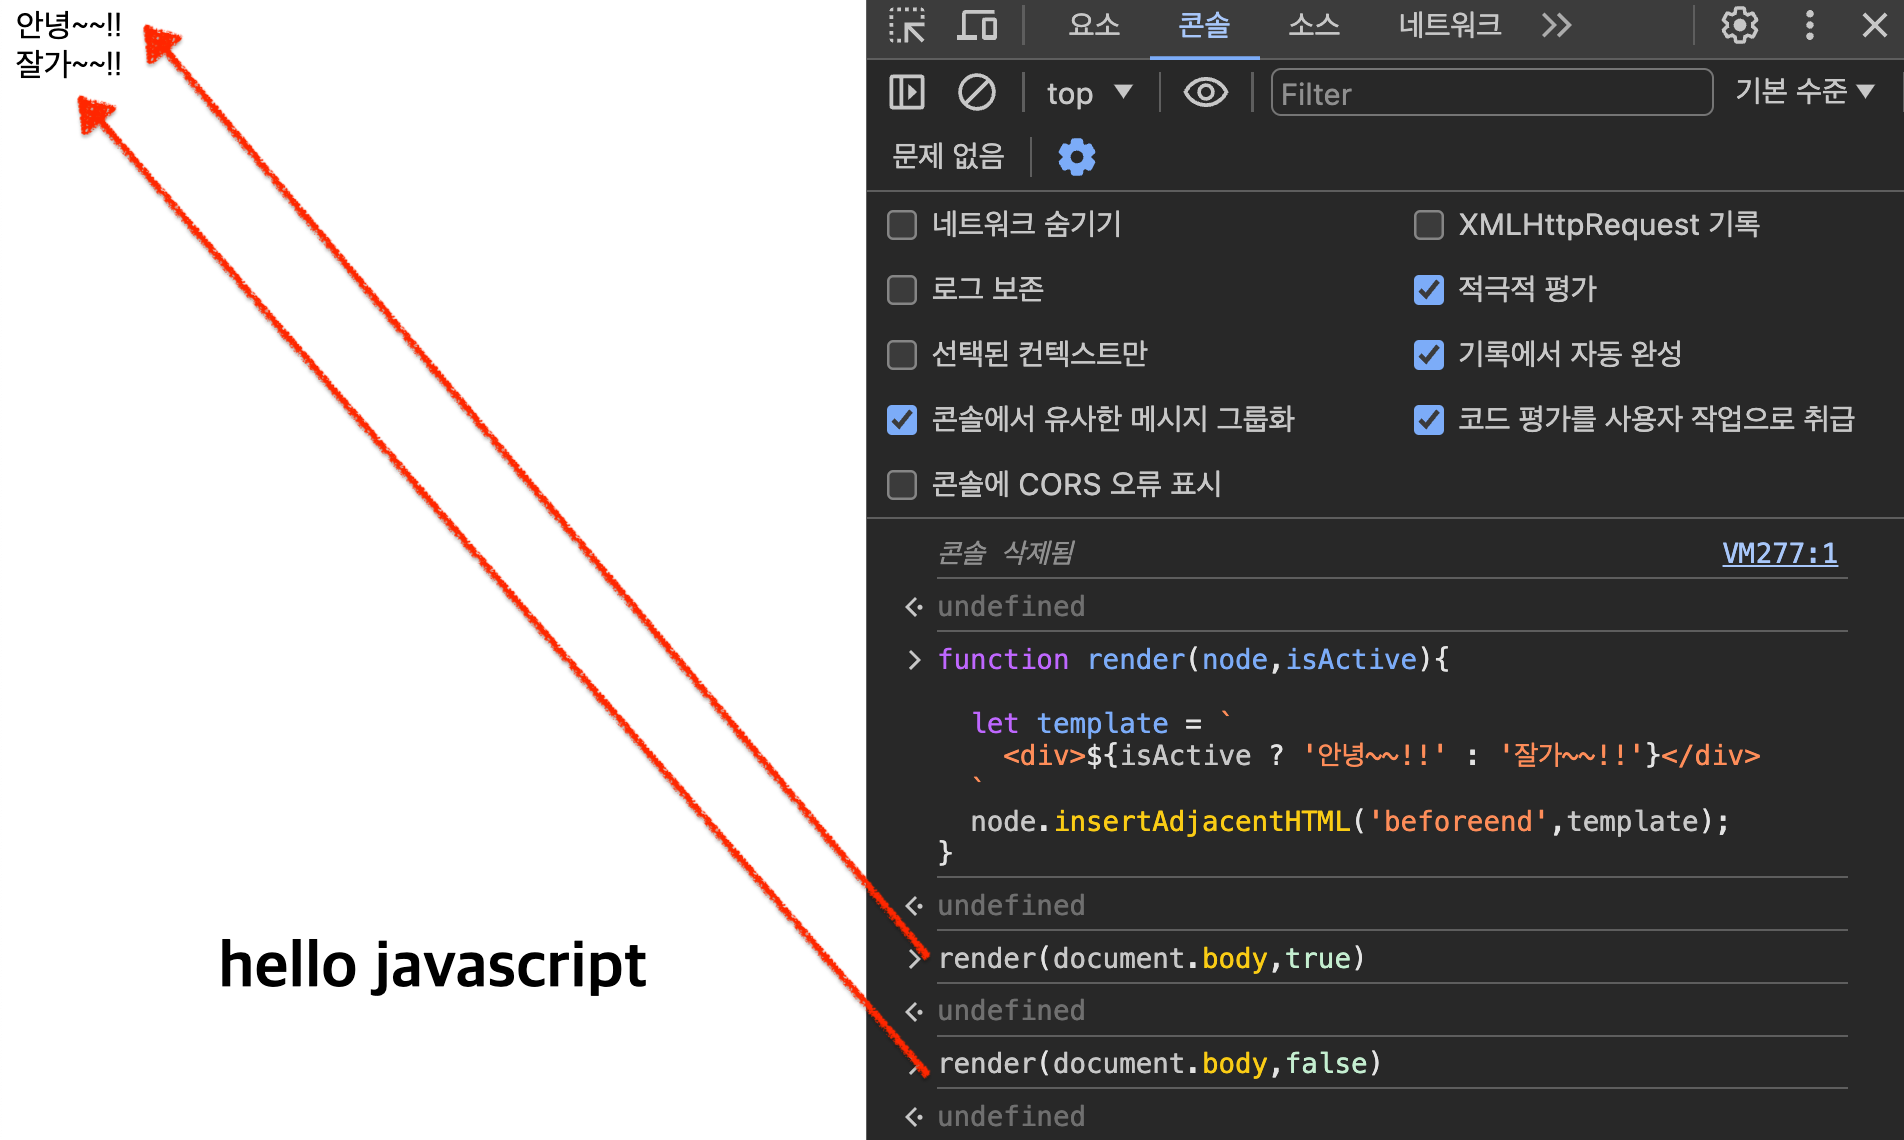 안녕~~!!
잘가~~!!
hello javascript
요소 콘솔 소스 네트워크
top Filter 기본 수준
문제 없음
네트워크 숨기기 XMLHttpRequest 기록
로그 보존 적극적 평가
선택된 컨텍스트만 기록에서 자동 완성
콘솔에서 유사한 메시지 그룹화 코드 평가를 사용자 작업으로 취급
콘솔에 CORS 오류 표시
콘솔 삭제됨 VM277:1
undefined
function render(node,isActive){
let template = `
<div>${isActive ? '안녕~~!!' : '잘가~~!!'}</div>
`
node.insertAdjacentHTML('beforeend',template);
}
undefined
render(document.body,true)
undefined
render(document.body,false)
undefined